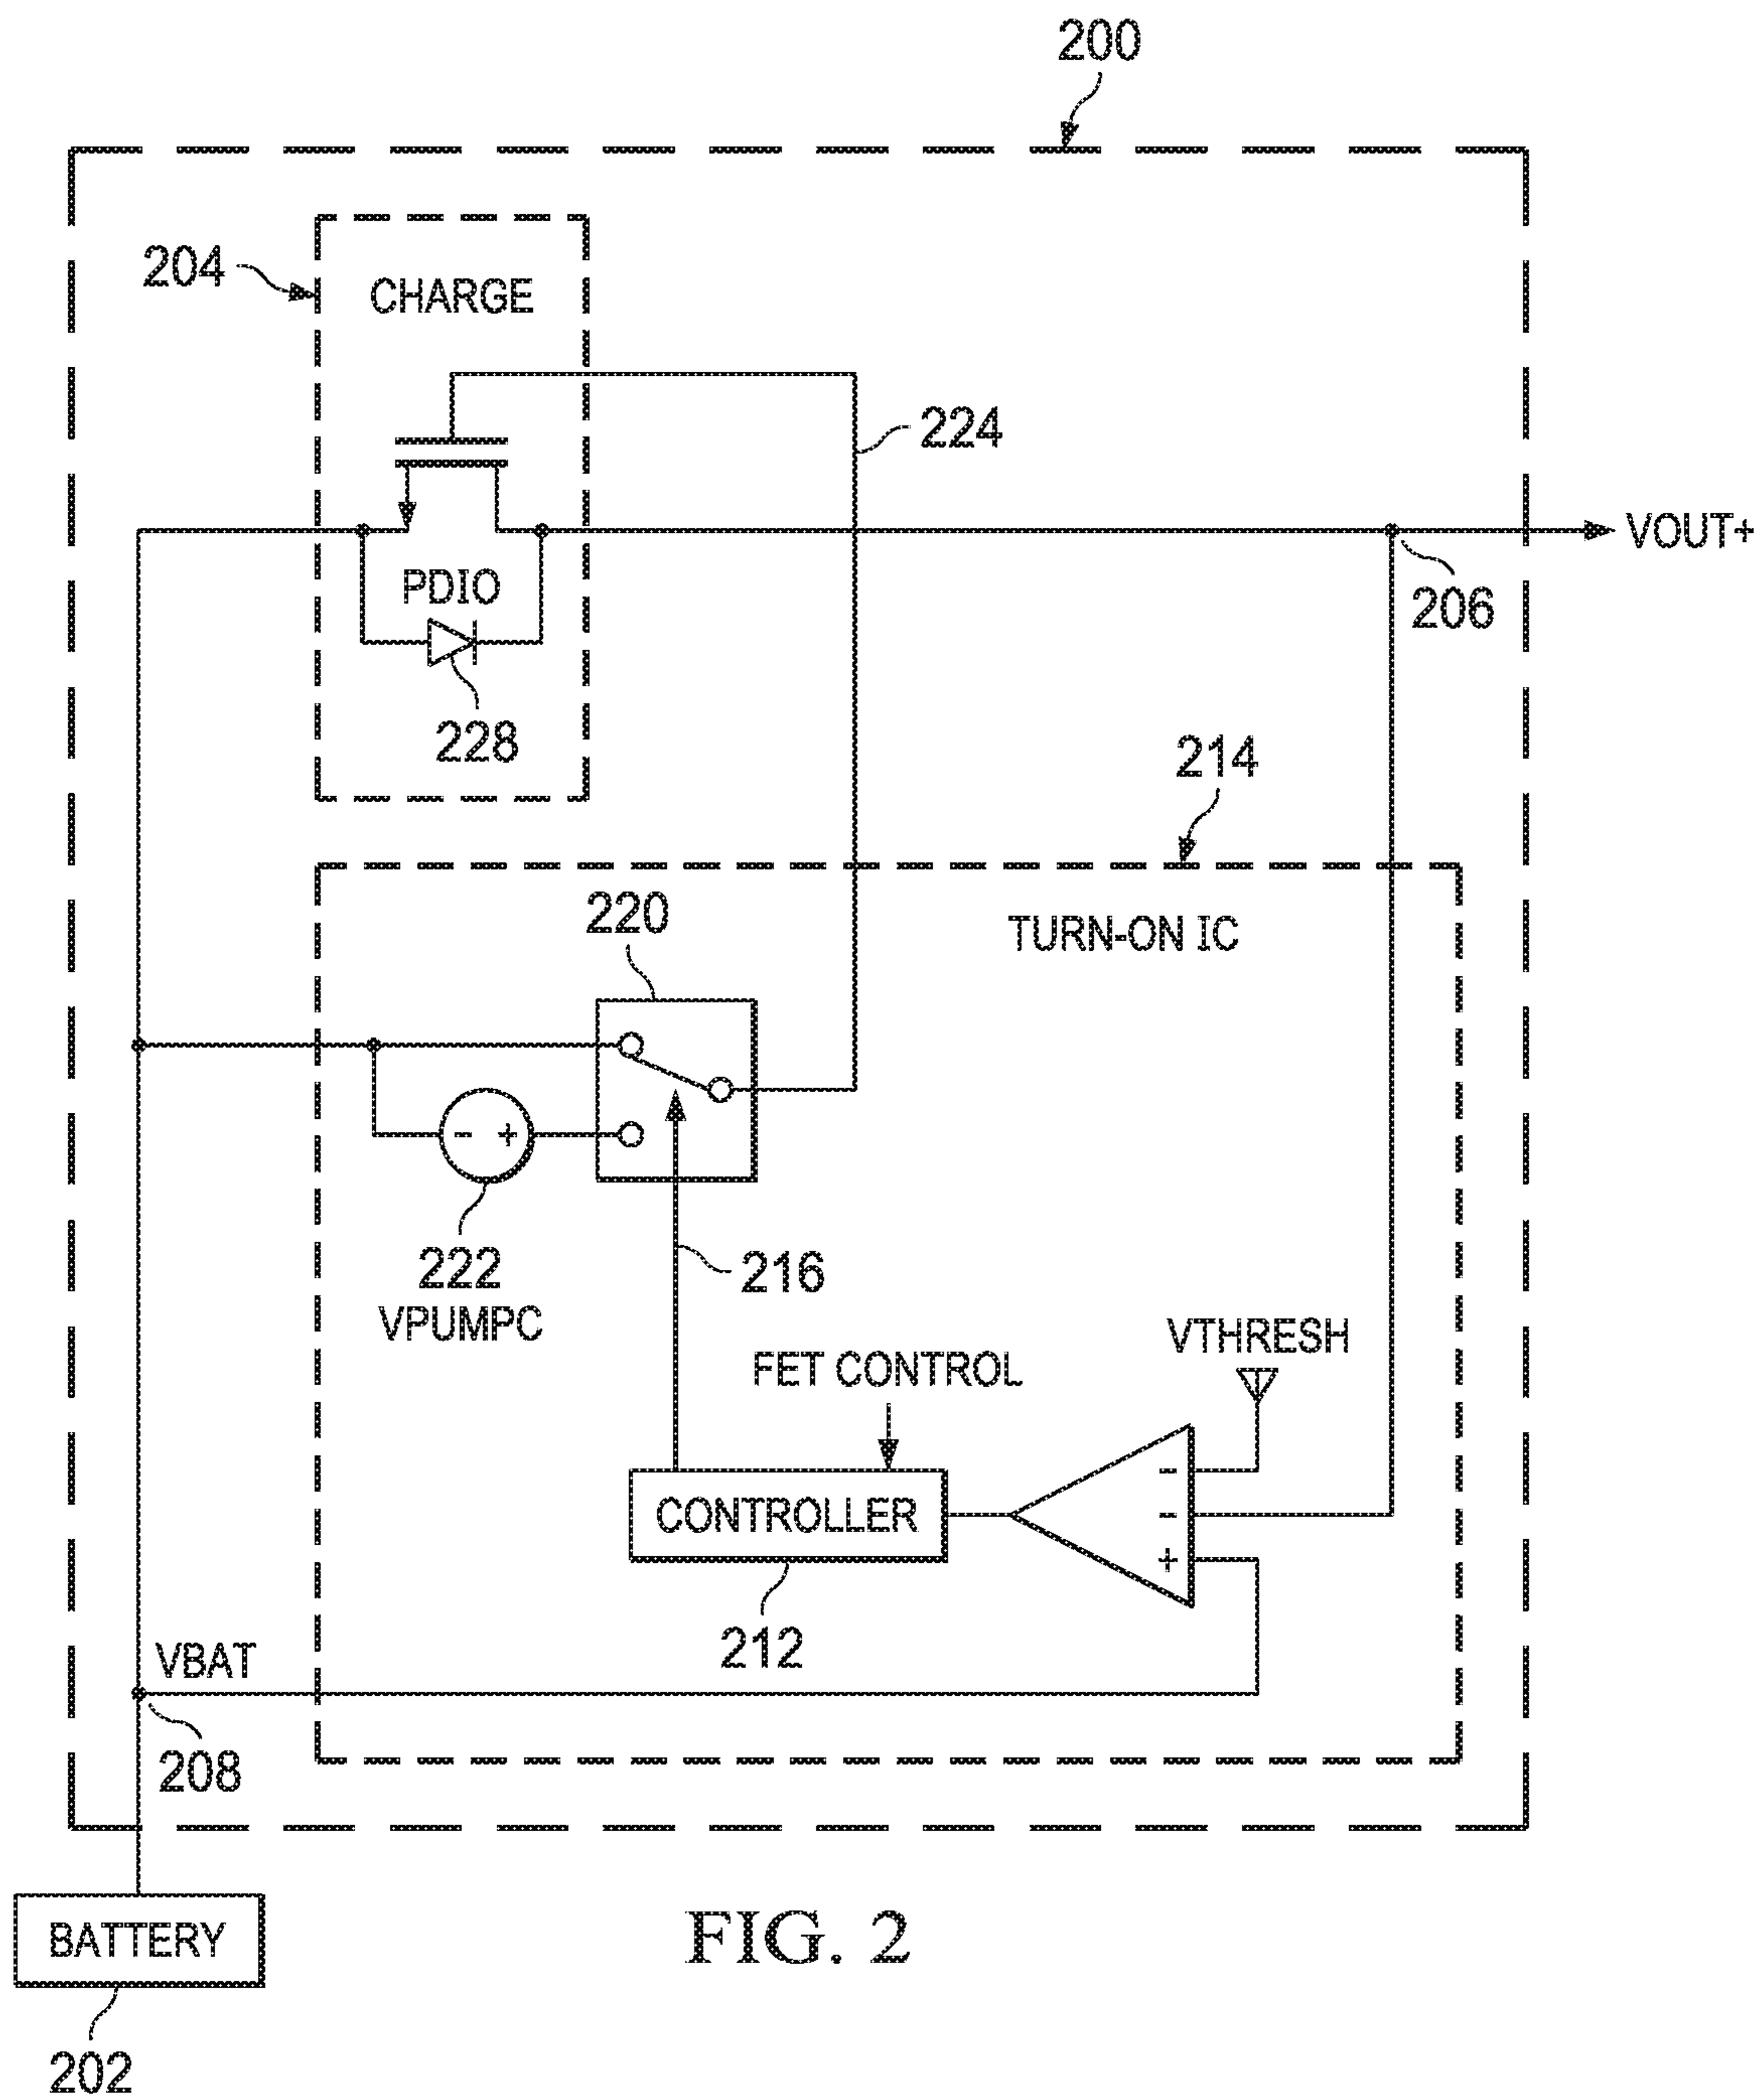 200
204
CHARGE
224
VOUT+
206
PDIO
228
214
220
TURN-ON IC
- +
222
VPUMPC
216
VTHRESH
FET CONTROL
-
-
+
CONTROLLER
212
VBAT
208
BATTERY
FIG. 2
202